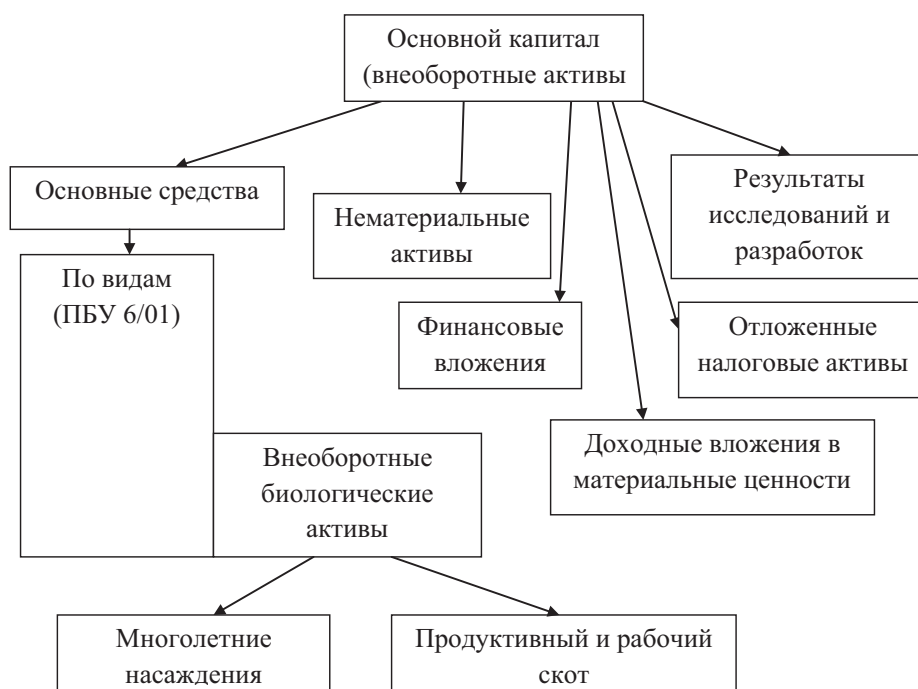 Основной капитал
(внеоборотные активы
Основные средства
Нематериальные
активы
Результаты
исследований и
разработок
По видам
(ПБУ 6/01)
Финансовые
вложения
Отложенные
налоговые активы
Внеоборотные
биологические
активы
Доходные вложения в
материальные ценности
Многолетние
насаждения
Продуктивный и рабочий
скот